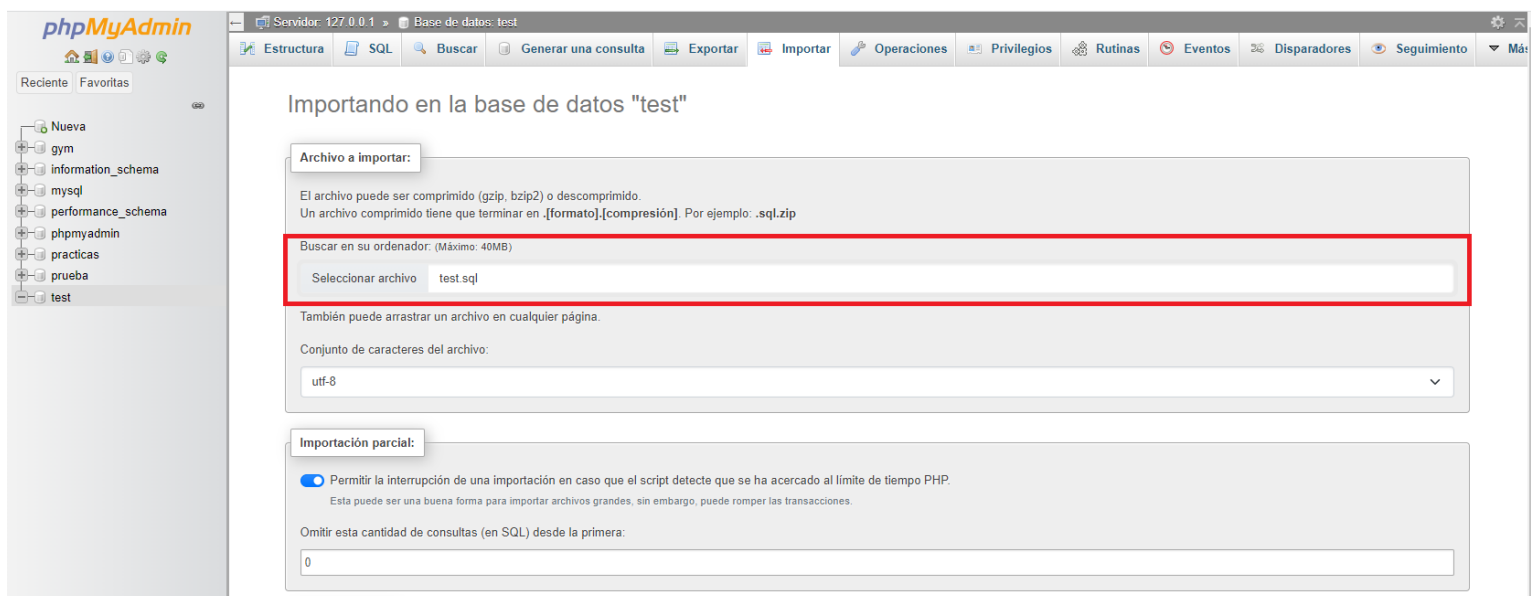 phpMyAdmin
Reciente Favoritas
Nueva
gym
information_schema
mysql
performance_schema
phpmyadmin
practicas
prueba
test
Servidor: 127.0.0.1 » Base de datos: test
Estructura SQL Buscar Generar una consulta Exportar Importar Operaciones Privilegios Rutinas Eventos Disparadores Seguimiento Más
Importando en la base de datos "test"
Archivo a importar:
El archivo puede ser comprimido (gzip, bzip2) o descomprimido.
Un archivo comprimido tiene que terminar en .[formato].[compresión]. Por ejemplo: .sql.zip
Buscar en su ordenador: (Máximo: 40MB)
Seleccionar archivo test.sql
También puede arrastrar un archivo en cualquier página.
Conjunto de caracteres del archivo:
utf-8
Importación parcial:
Permitir la interrupción de una importación en caso que el script detecte que se ha acercado al límite de tiempo PHP.
Esta puede ser una buena forma para importar archivos grandes, sin embargo, puede romper las transacciones.
Omitir esta cantidad de consultas (en SQL) desde la primera:
0